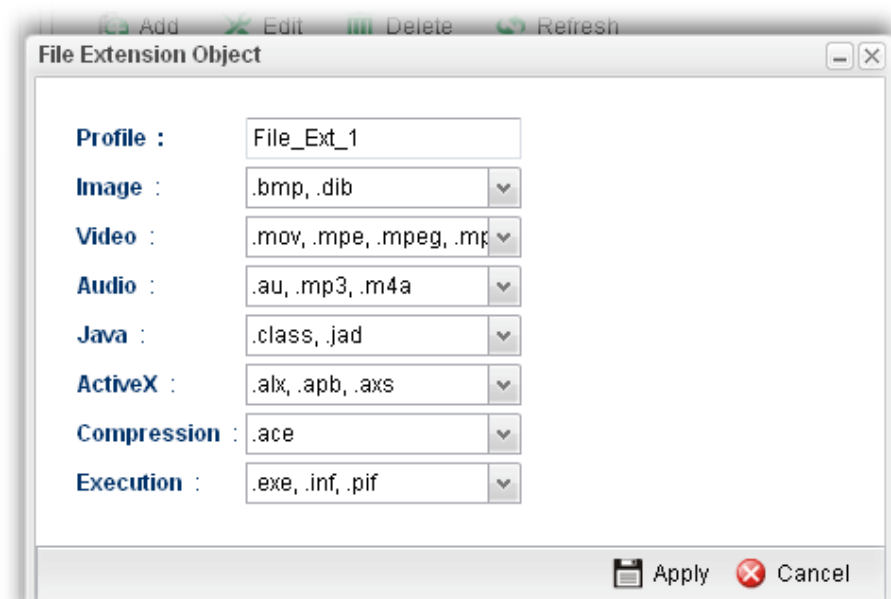 Add Edit Delete Refresh
File Extension Object
Profile : File_Ext_1
Image : .bmp, .dib
Video : .mov, .mpe, .mpeg, .mp
Audio : .au, .mp3, .m4a
Java : .class, .jad
ActiveX : .alx, .apb, .axs
Compression : .ace
Execution : .exe, .inf, .pif
Apply Cancel